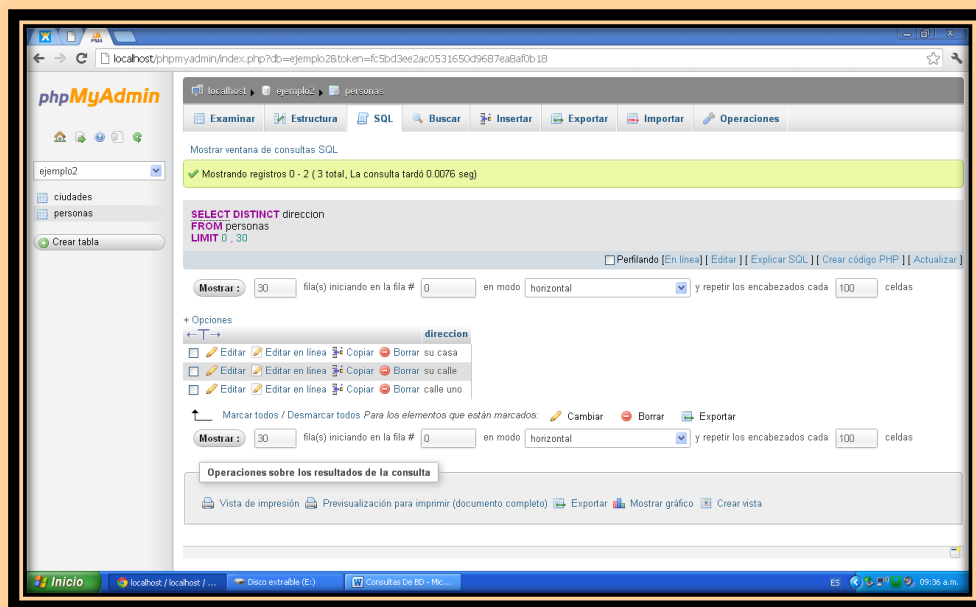 localhost/phpmyadmin/index.php?db=ejemplo2&token=fc5bd3ee2ac0531650d9687ea8af0b18
phpMyAdmin
localhost ejemplo2 personas
Examinar Estructura SQL Buscar Insertar Exportar Importar Operaciones
Mostrar ventana de consultas SQL
ejemplo2
ciudades
personas
Crear tabla
Mostrando registros 0 - 2 ( 3 total, La consulta tardó 0.0076 seg)
SELECT DISTINCT direccion
FROM personas
LIMIT 0 , 30
Perfilando [En línea] [ Editar ] [ Explicar SQL ] [ Crear código PHP ] [ Actualizar ]
Mostrar : 30 fila(s) iniciando en la fila # 0 en modo horizontal y repetir los encabezados cada 100 celdas
+ Opciones
←T→ direccion
Editar Editar en línea Copiar Borrar su casa
Editar Editar en línea Copiar Borrar su calle
Editar Editar en línea Copiar Borrar calle uno
Marcar todos / Desmarcar todos Para los elementos que están marcados: Cambiar Borrar Exportar
Mostrar : 30 fila(s) iniciando en la fila # 0 en modo horizontal y repetir los encabezados cada 100 celdas
Operaciones sobre los resultados de la consulta
Vista de impresión Previsualización para imprimir (documento completo) Exportar Mostrar gráfico Crear vista
Inicio localhost / localhost / ... Disco extraíble (E:) Consultas De BD - Mic... ES 09:36 a.m.